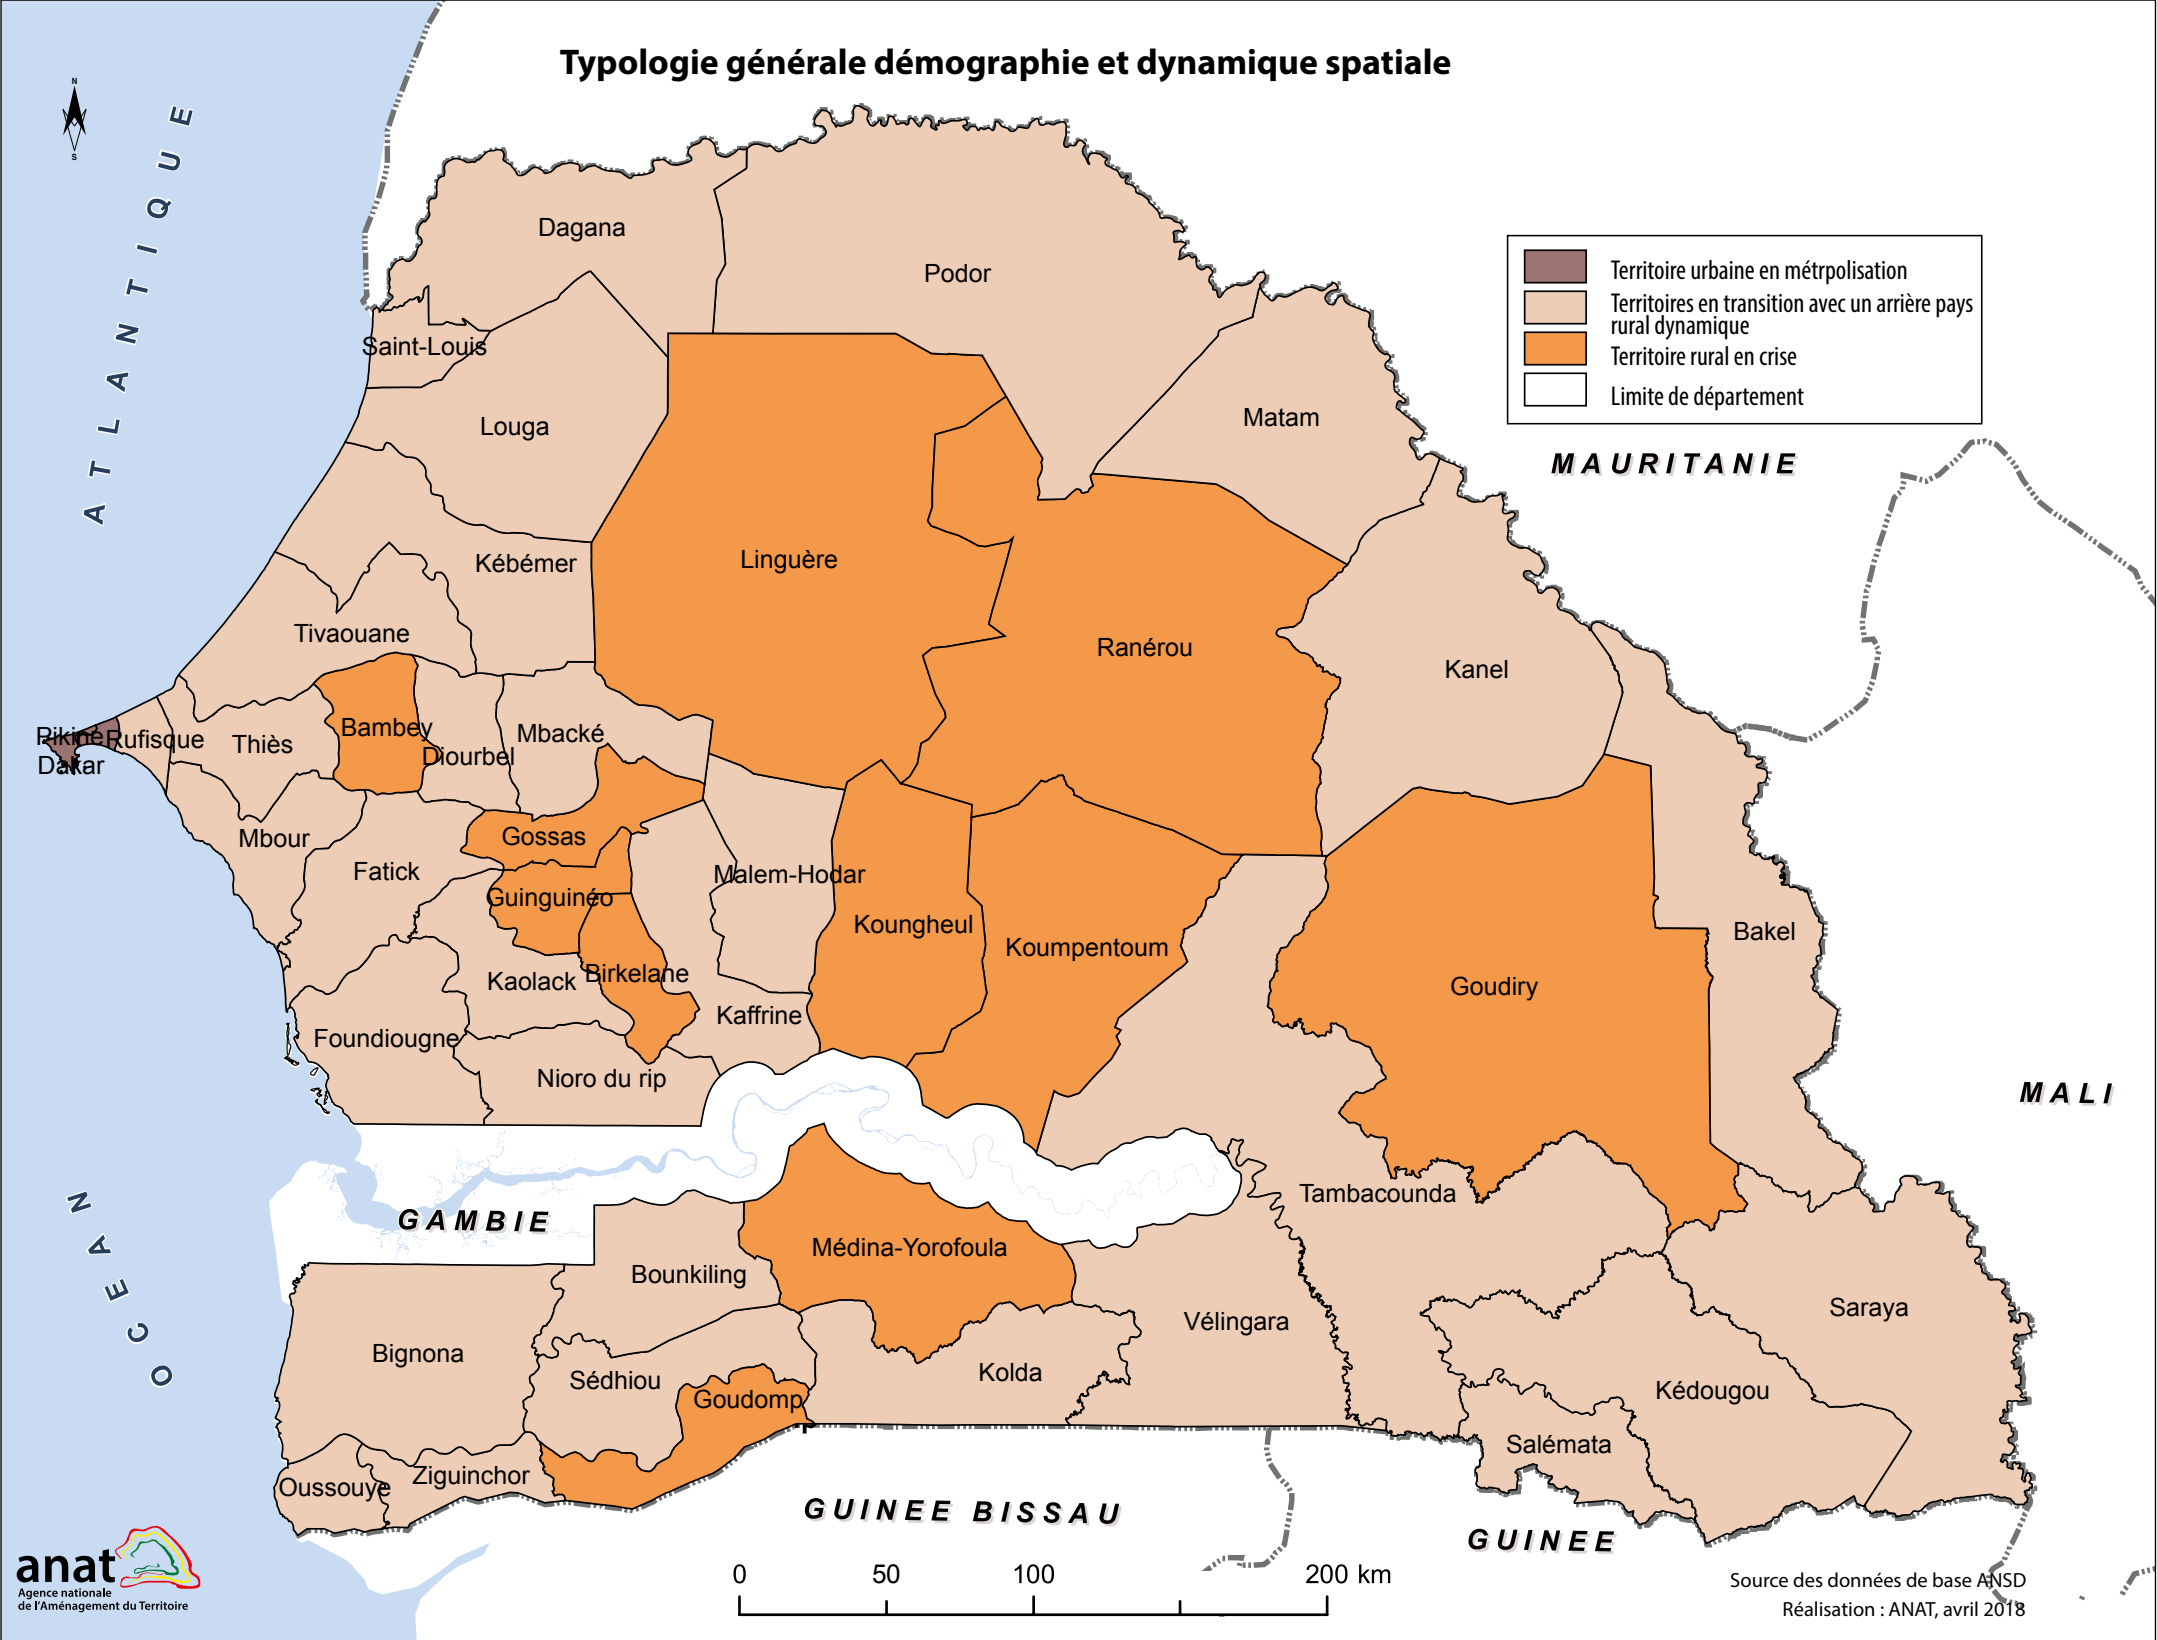 Typologie générale démographie et dynamique spatiale
N
S
OCEAN ATLANTIQUE
Territoire urbaine en métrpolisation
Territoires en transition avec un arrière pays
rural dynamique
Territoire rural en crise
Limite de département
Dagana
Podor
Saint-Louis
Louga
Matam
MAURITANIE
Linguère
Kébémer
Tivaouane
Ranérou
Kanel
Pikine
Rufisque
Thiès
Bambey
Diourbel
Mbacké
Dakar
Mbour
Gossas
Fatick
Malem-Hodar
Guinguinéo
Koungheul
Koumpentoum
Bakel
Kaolack
Birkelane
Goudiry
Kaffrine
Foundiougne
Nioro du rip
MALI
Tambacounda
GAMBIE
Médina-Yorofoula
Bounkiling
Saraya
Vélingara
Bignona
Sédhiou
Kolda
Goudomp
Kédougou
Salémata
Ziguinchor
Oussouye
GUINEE BISSAU
GUINEE
anat
Agence nationale
de l'Aménagement du Territoire
0 50 100 200 km
Source des données de base ANSD
Réalisation : ANAT, avril 2018